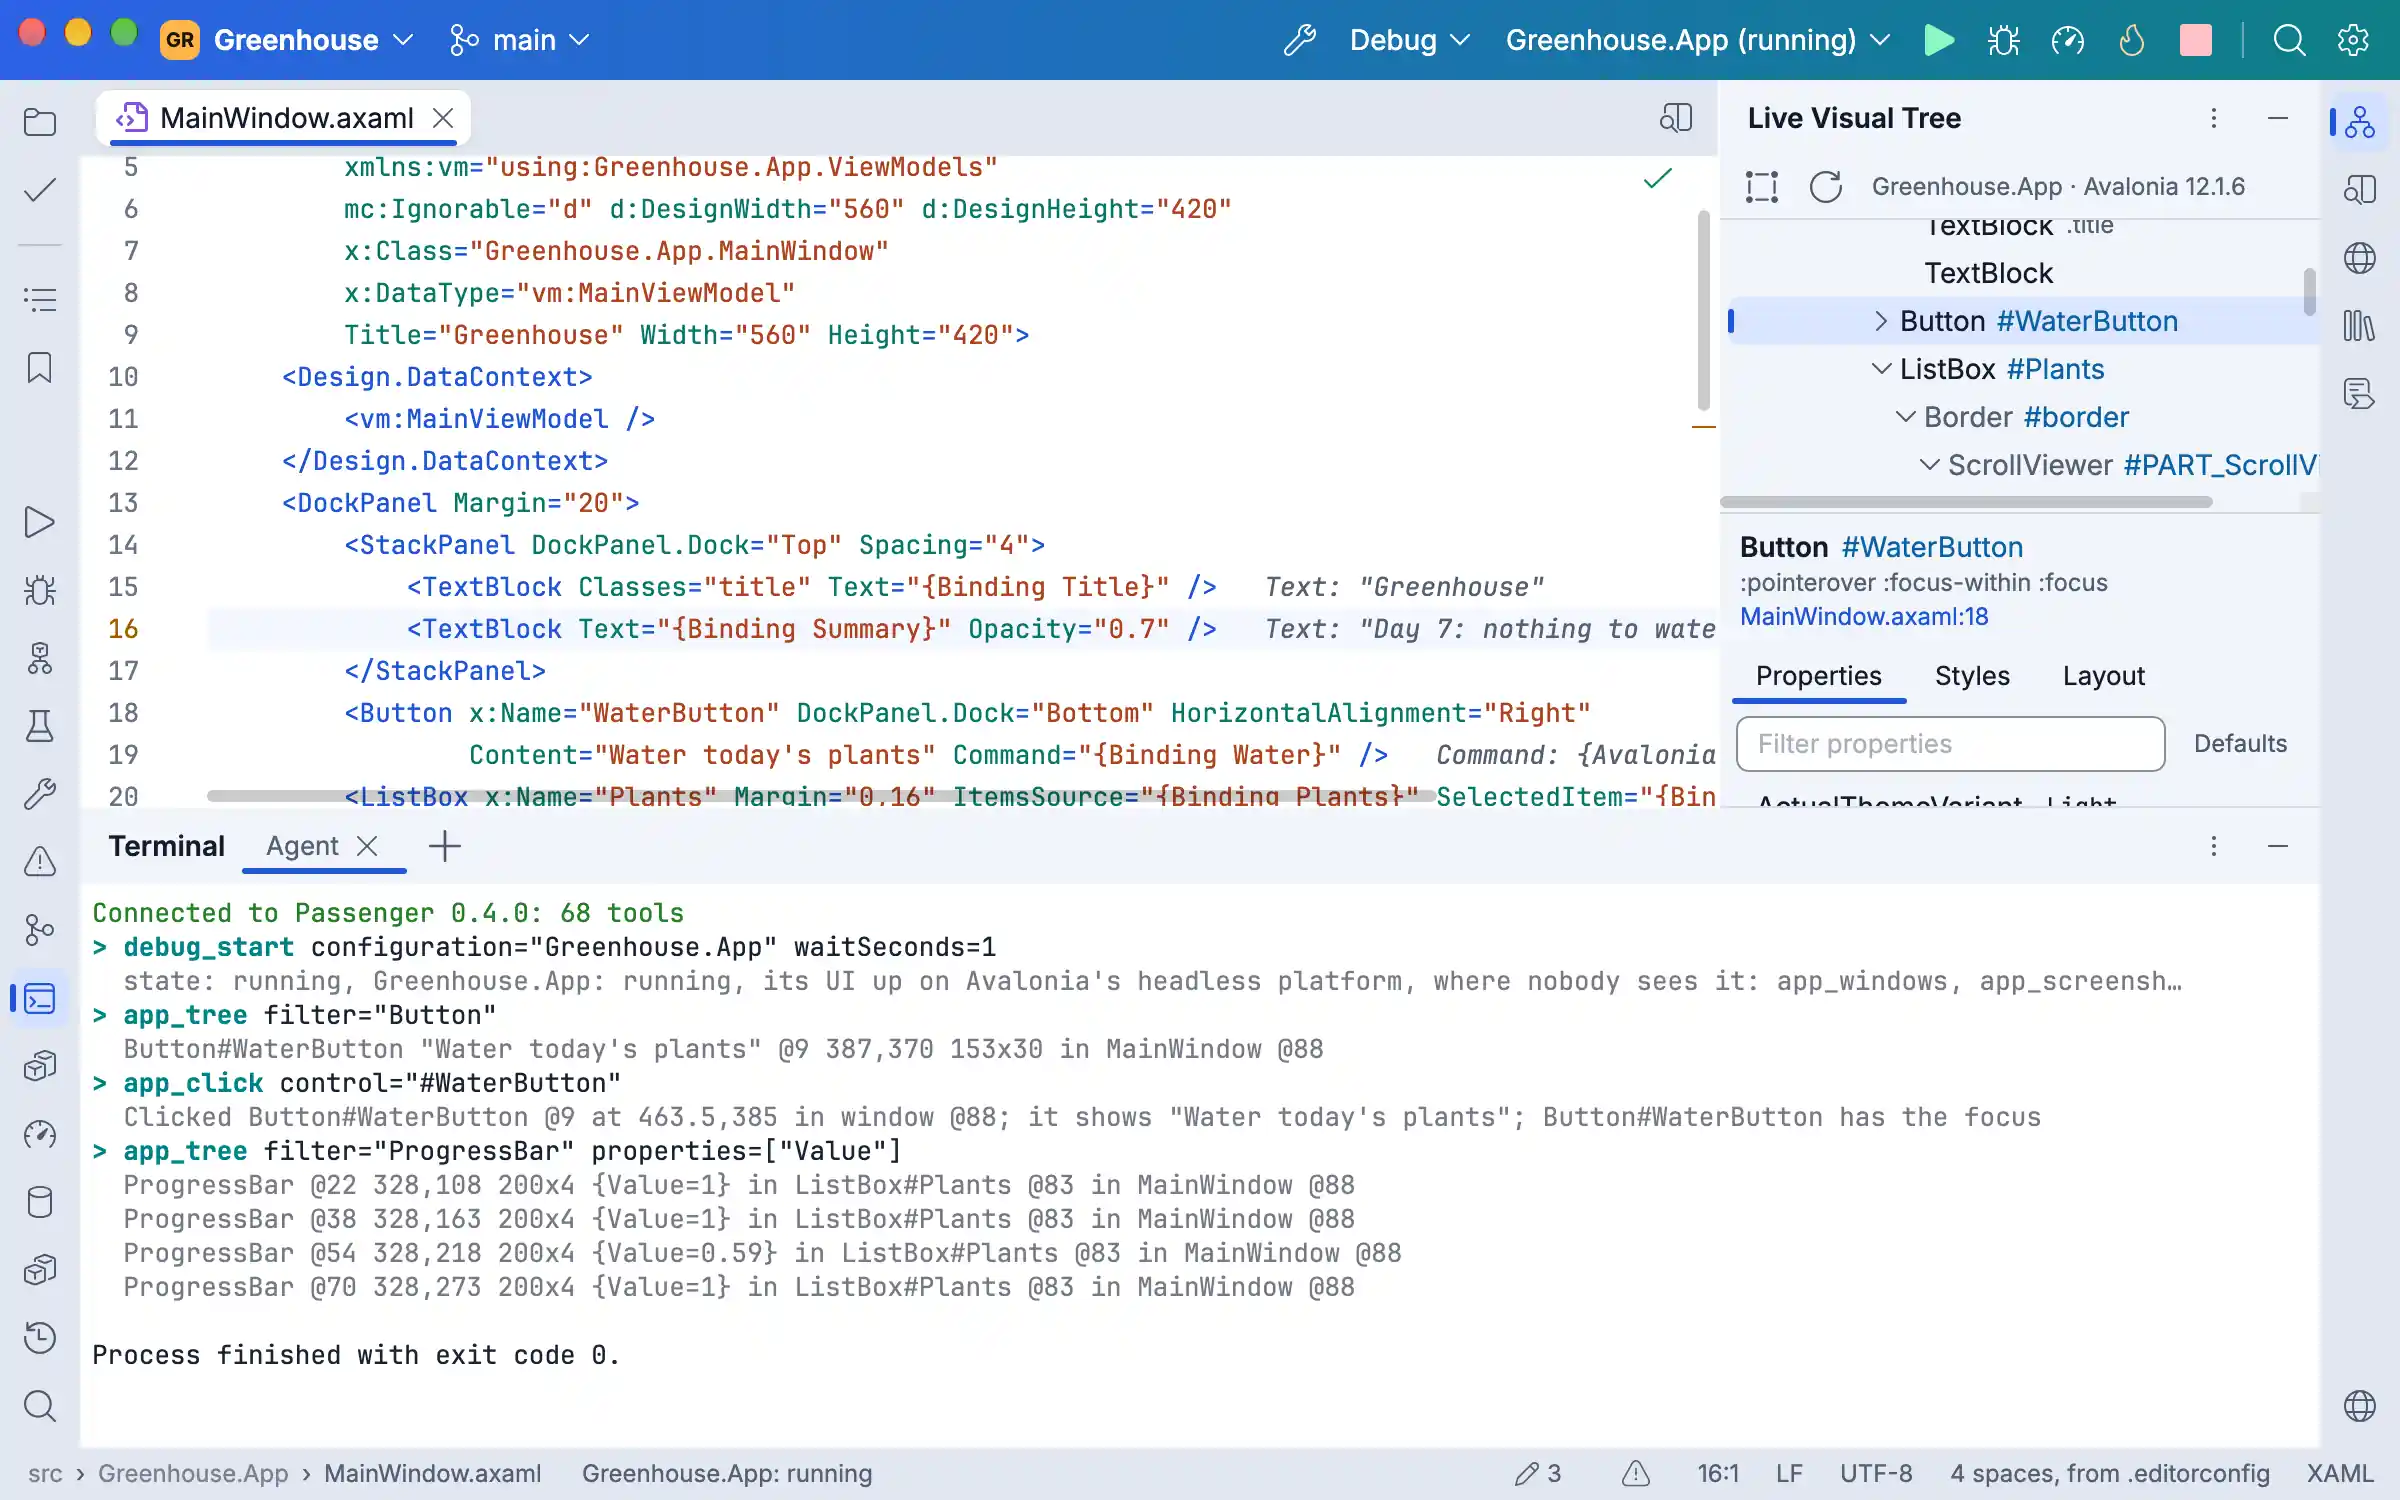 GR Greenhouse main Debug Greenhouse.App (running)
MainWindow.axaml
5 xmlns:vm="using:Greenhouse.App.ViewModels"
6 mc:Ignorable="d" d:DesignWidth="560" d:DesignHeight="420"
7 x:Class="Greenhouse.App.MainWindow"
8 x:DataType="vm:MainViewModel"
9 Title="Greenhouse" Width="560" Height="420">
10 <Design.DataContext>
11 <vm:MainViewModel />
12 </Design.DataContext>
13 <DockPanel Margin="20">
14 <StackPanel DockPanel.Dock="Top" Spacing="4">
15 <TextBlock Classes="title" Text="{Binding Title}" /> Text: "Greenhouse"
16 <TextBlock Text="{Binding Summary}" Opacity="0.7" /> Text: "Day 7: nothing to wate
17 </StackPanel>
18 <Button x:Name="WaterButton" DockPanel.Dock="Bottom" HorizontalAlignment="Right"
19 Content="Water today's plants" Command="{Binding Water}" /> Command: {Avalonia
20 <ListBox x:Name="Plants" Margin="0,16" ItemsSource="{Binding Plants}" SelectedItem="{Bin
Live Visual Tree
Greenhouse.App · Avalonia 12.1.6
TextBlock .title
TextBlock
Button #WaterButton
ListBox #Plants
Border #border
ScrollViewer #PART_ScrollVi
Button #WaterButton
:pointerover :focus-within :focus
MainWindow.axaml:18
Properties Styles Layout
Filter properties Defaults
ActualThemeVariant Light
Terminal Agent
Connected to Passenger 0.4.0: 68 tools
> debug_start configuration="Greenhouse.App" waitSeconds=1
state: running, Greenhouse.App: running, its UI up on Avalonia's headless platform, where nobody sees it: app_windows, app_screensh…
> app_tree filter="Button"
Button#WaterButton "Water today's plants" @9 387,370 153x30 in MainWindow @88
> app_click control="#WaterButton"
Clicked Button#WaterButton @9 at 463.5,385 in window @88; it shows "Water today's plants"; Button#WaterButton has the focus
> app_tree filter="ProgressBar" properties=["Value"]
ProgressBar @22 328,108 200x4 {Value=1} in ListBox#Plants @83 in MainWindow @88
ProgressBar @38 328,163 200x4 {Value=1} in ListBox#Plants @83 in MainWindow @88
ProgressBar @54 328,218 200x4 {Value=0.59} in ListBox#Plants @83 in MainWindow @88
ProgressBar @70 328,273 200x4 {Value=1} in ListBox#Plants @83 in MainWindow @88
Process finished with exit code 0.
src › Greenhouse.App › MainWindow.axaml Greenhouse.App: running 3 16:1 LF UTF-8 4 spaces, from .editorconfig XAML